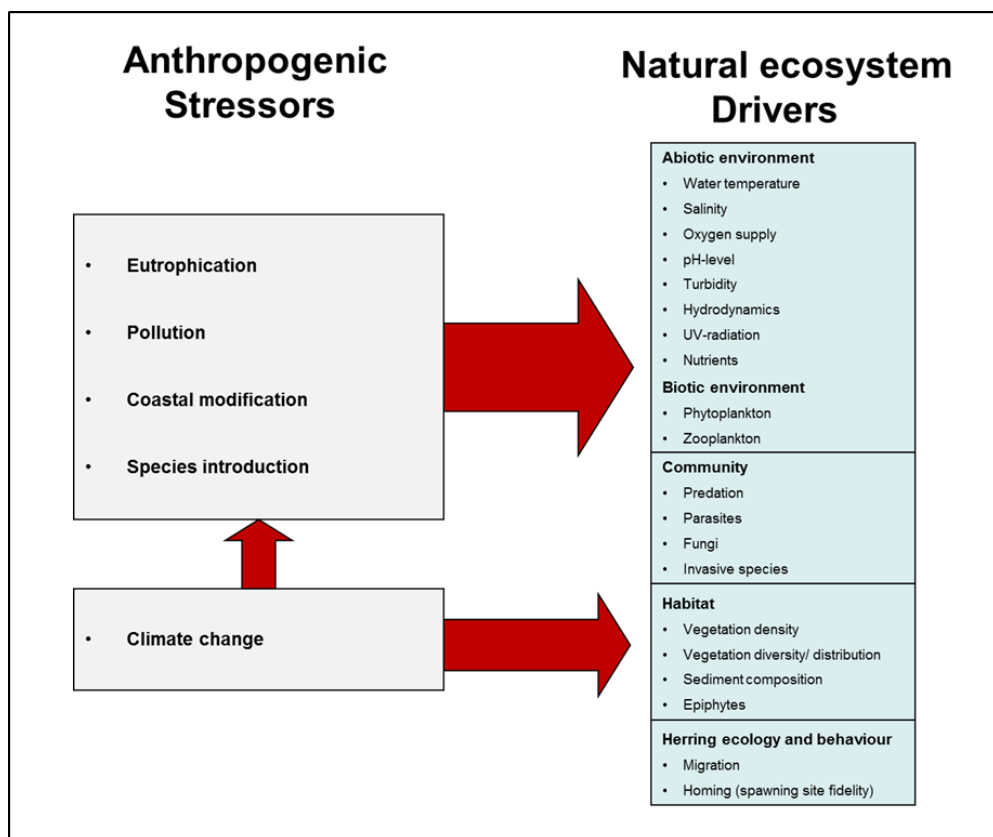 Anthropogenic
Stressors
• Eutrophication
• Pollution
• Coastal modification
• Species introduction
• Climate change
Natural ecosystem
Drivers
Abiotic environment
• Water temperature
• Salinity
• Oxygen supply
• pH-level
• Turbidity
• Hydrodynamics
• UV-radiation
• Nutrients
Biotic environment
• Phytoplankton
• Zooplankton
Community
• Predation
• Parasites
• Fungi
• Invasive species
Habitat
• Vegetation density
• Vegetation diversity/ distribution
• Sediment composition
• Epiphytes
Herring ecology and behaviour
• Migration
• Homing (spawning site fidelity)